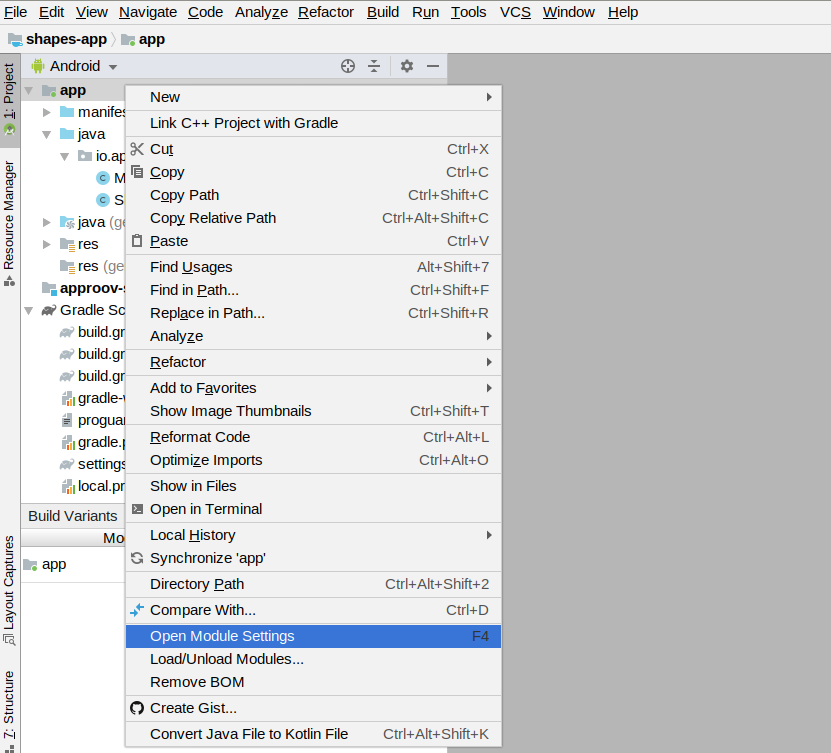 File Edit View Navigate Code Analyze Refactor Build Run Tools VCS Window Help
shapes-app app
1: Project
Resource Manager
Layout Captures
7: Structure
Android
app
manifes
java
io.ap
M
S
java (ge
res
res (ge
approov-s
Gradle Sc
build.gr
build.gr
build.gr
gradle-w
proguar
gradle.p
settings
local.pr
Build Variants
Mod
app
New
Link C++ Project with Gradle
Cut Ctrl+X
Copy Ctrl+C
Copy Path Ctrl+Shift+C
Copy Relative Path Ctrl+Alt+Shift+C
Paste Ctrl+V
Find Usages Alt+Shift+7
Find in Path... Ctrl+Shift+F
Replace in Path... Ctrl+Shift+R
Analyze
Refactor
Add to Favorites
Show Image Thumbnails Ctrl+Shift+T
Reformat Code Ctrl+Alt+L
Optimize Imports Ctrl+Alt+O
Show in Files
Open in Terminal
Local History
Synchronize 'app'
Directory Path Ctrl+Alt+Shift+2
Compare With... Ctrl+D
Open Module Settings F4
Load/Unload Modules...
Remove BOM
Create Gist...
Convert Java File to Kotlin File Ctrl+Alt+Shift+K